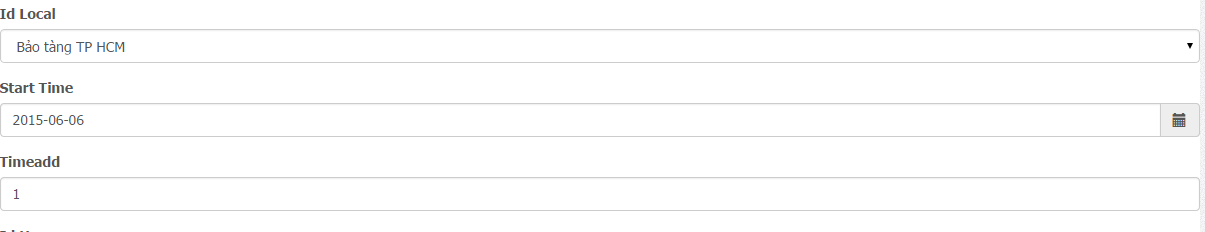 Id Local
Bảo tàng TP HCM
Start Time
2015-06-06
Timeadd
1